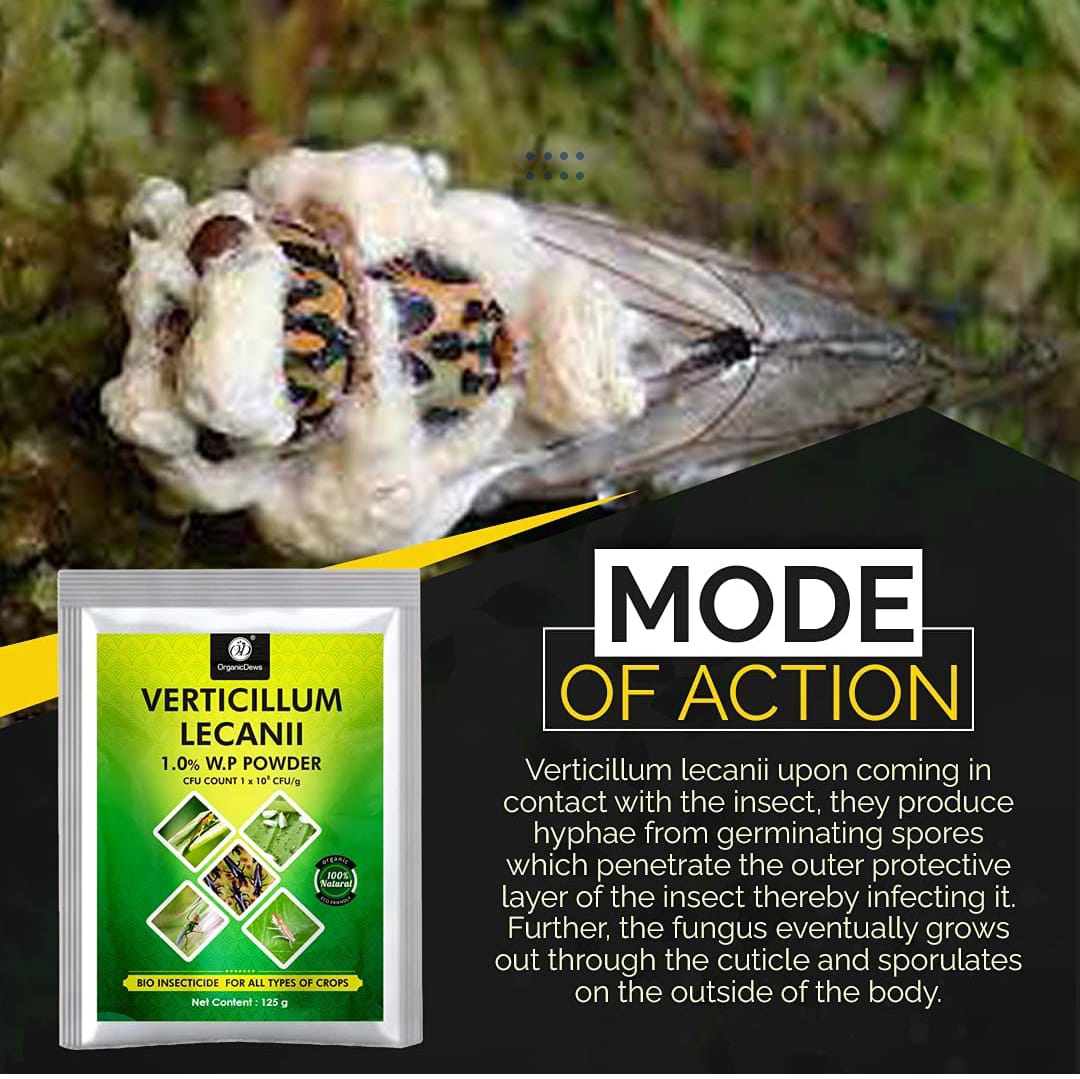 MODE
OF ACTION
Verticillum lecanii upon coming in
contact with the insect, they produce
hyphae from germinating spores
which penetrate the outer protective
layer of the insect thereby infecting it.
Further, the fungus eventually grows
out through the cuticle and sporulates
on the outside of the body.
OrganicDews
VERTICILLUM
LECANII
1.0% W.P POWDER
CFU COUNT 1 x 10⁸ CFU/g
organic
100%
Natural
ECO FRIENDLY
BIO INSECTICIDE FOR ALL TYPES OF CROPS
Net Content : 125 g